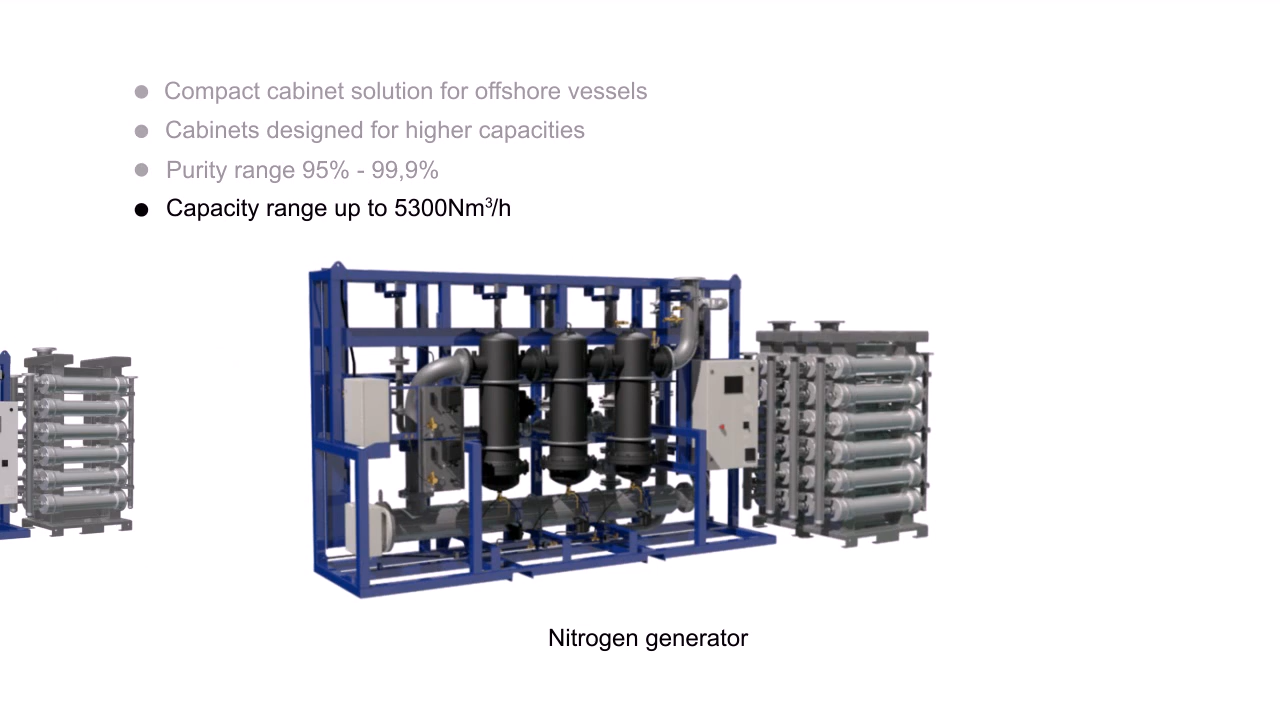 Compact cabinet solution for offshore vessels
Cabinets designed for higher capacities
Purity range 95% - 99,9%
Capacity range up to 5300Nm³/h
Nitrogen generator